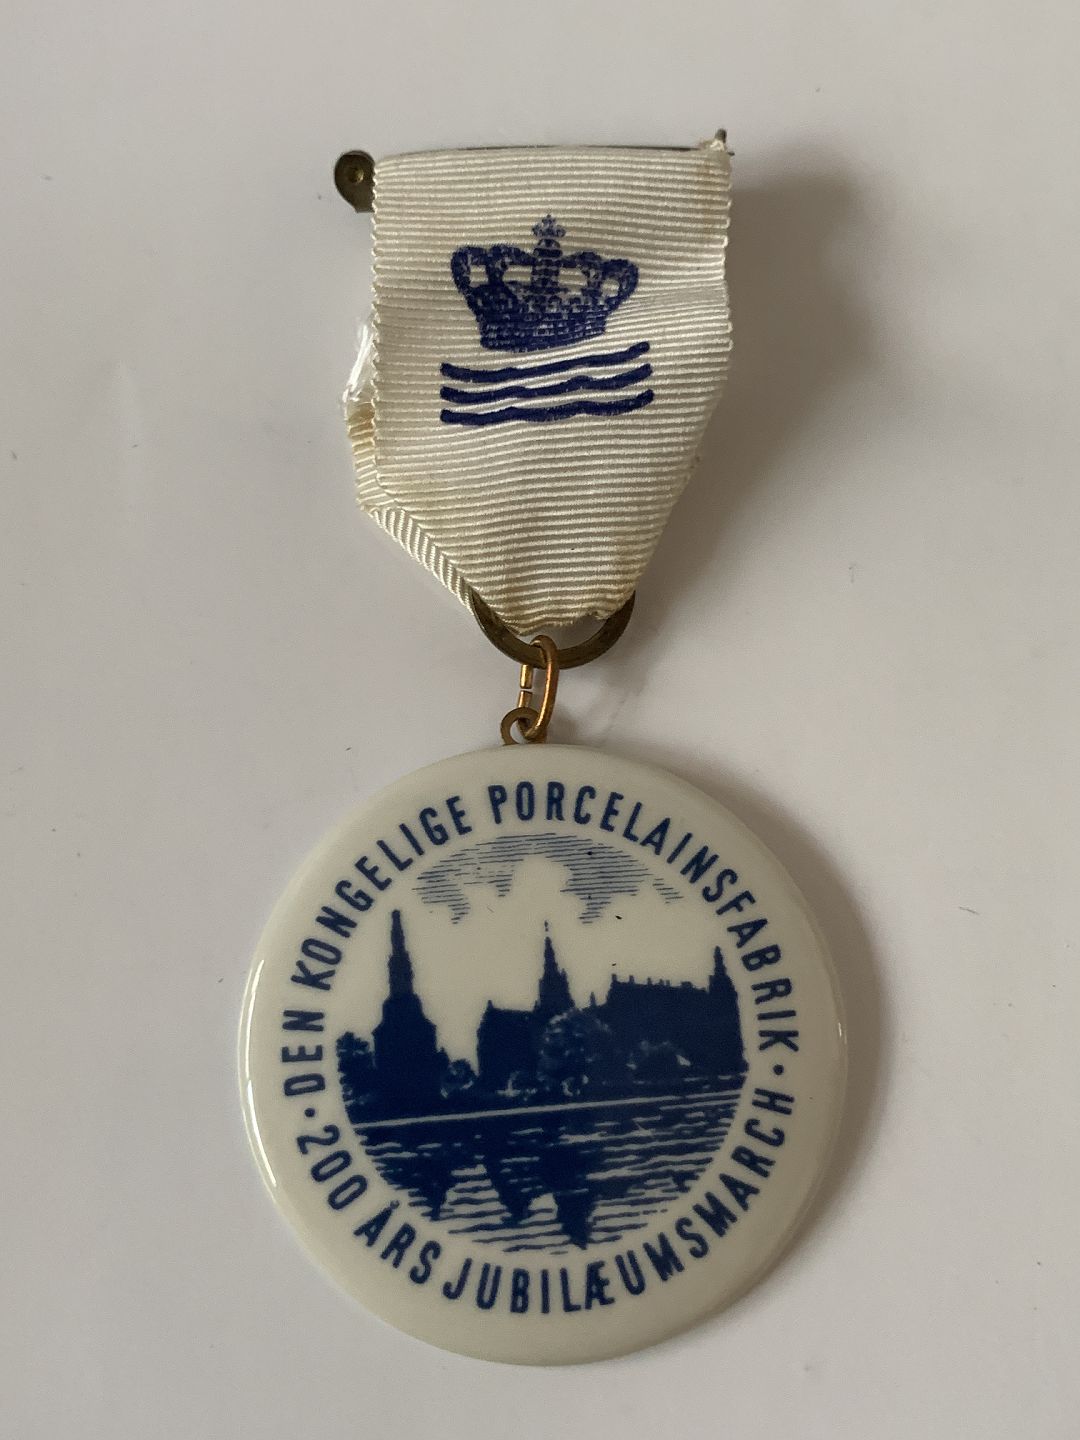 · DEN KONGELIGE PORCELAINSFABRIK ·
200 ÅRS JUBILÆUMSMARCH